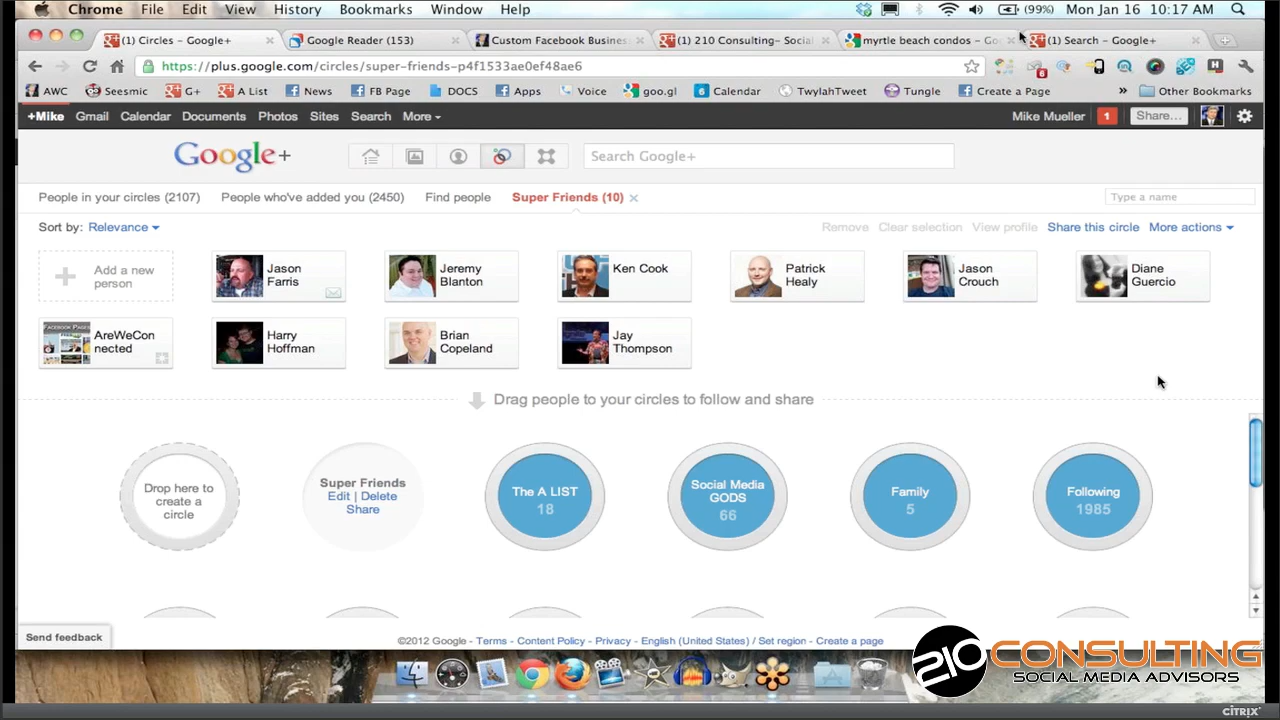 Chrome File Edit View History Bookmarks Window Help (99%) Mon Jan 16 10:17 AM
(1) Circles - Google+ Google Reader (153) Custom Facebook Busines (1) 210 Consulting- Socia myrtle beach condos - Go (1) Search - Google+
https://plus.google.com/circles/super-friends-p4f1533ae0ef48ae6
6
AWC Seesmic G+ A List News FB Page DOCS Apps Voice goo.gl 6 Calendar TwylahTweet Tungle Create a Page » Other Bookmarks
+Mike Gmail Calendar Documents Photos Sites Search More Mike Mueller 1 Share...
Google+ Search Google+
People in your circles (2107) People who've added you (2450) Find people Super Friends (10) Type a name
Sort by: Relevance Remove Clear selection View profile Share this circle More actions
Add a new
person
Jason
Farris
Jeremy
Blanton
Ken Cook
Patrick
Healy
Jason
Crouch
Diane
Guercio
FACEBOOK PAGES
AreWeCon
nected
Harry
Hoffman
Brian
Copeland
Jay
Thompson
Drag people to your circles to follow and share
Drop here to
create a
circle
Super Friends
Edit | Delete
Share
The A LIST
18
Social Media
GODS
66
Family
5
Following
1985
Send feedback
©2012 Google - Terms - Content Policy - Privacy - English (United States) / Set region - Create a page
210 CONSULTING
SOCIAL MEDIA ADVISORS
CITRIX